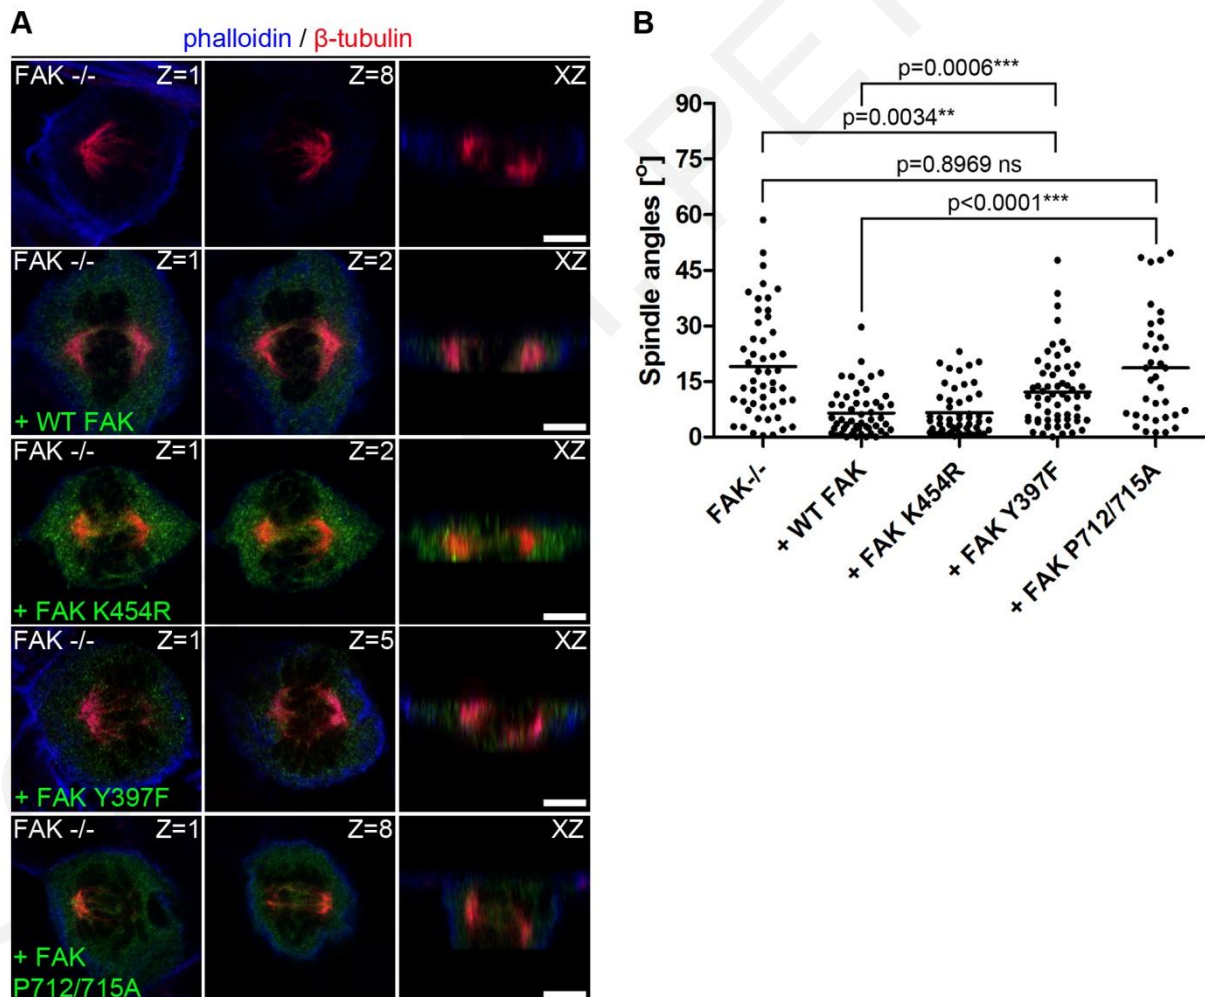 A
phalloidin / β-tubulin
FAK -/- Z=1 Z=8 XZ
FAK -/- Z=1 Z=2 XZ
+ WT FAK
FAK -/- Z=1 Z=2 XZ
+ FAK K454R
FAK -/- Z=1 Z=5 XZ
+ FAK Y397F
FAK -/- Z=1 Z=8 XZ
+ FAK
P712/715A
B
p=0.0006***
p=0.0034**
p=0.8969 ns
p<0.0001***
Spindle angles [°]
90
75
60
45
30
15
0
FAK-/-
+ WT FAK
+ FAK K454R
+ FAK Y397F
+ FAK P712/715A